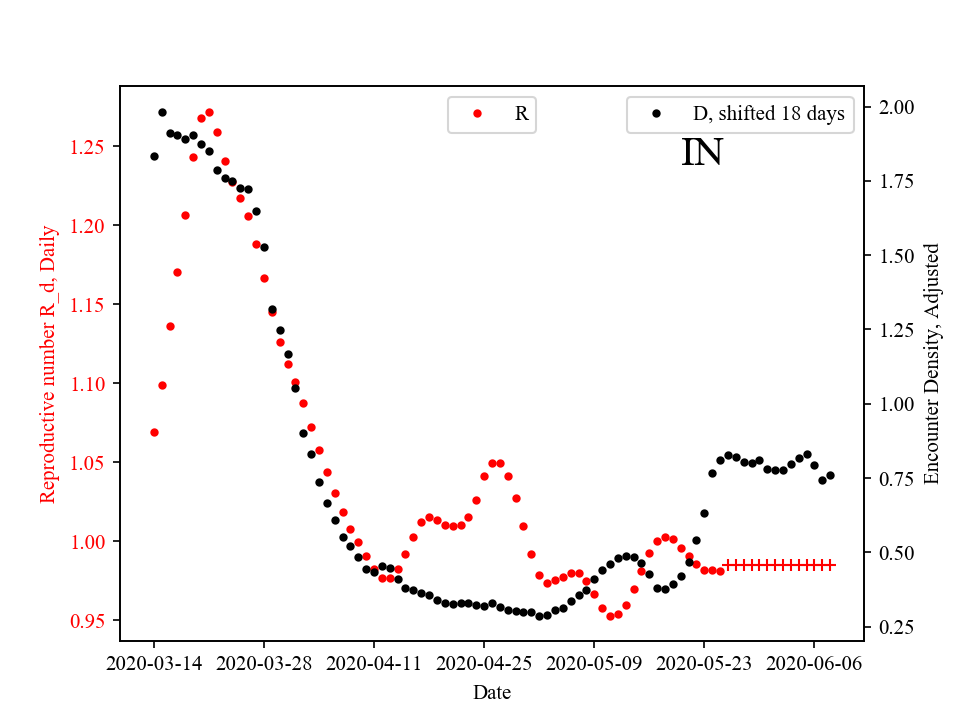 R
D, shifted 18 days
IN
Reproductive number R_d, Daily
1.25
1.20
1.15
1.10
1.05
1.00
0.95
2.00
1.75
1.50
1.25
1.00
0.75
0.50
0.25
Encounter Density, Adjusted
2020-03-14 2020-03-28 2020-04-11 2020-04-25 2020-05-09 2020-05-23 2020-06-06
Date